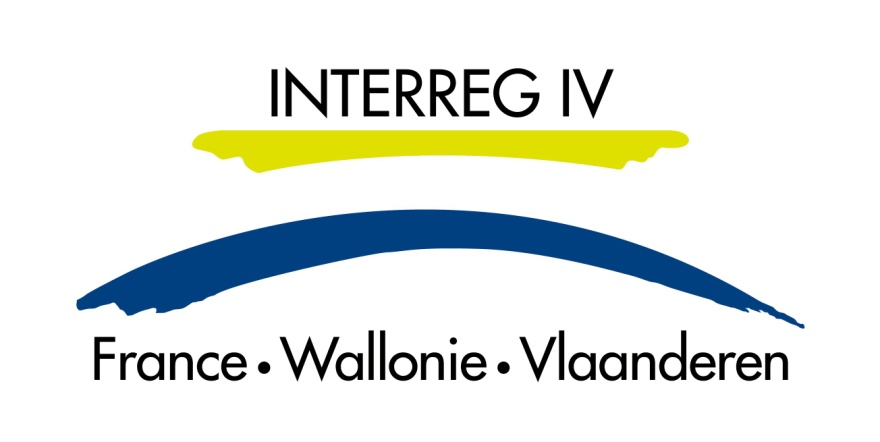 INTERREG IV
France • Wallonie • Vlaanderen